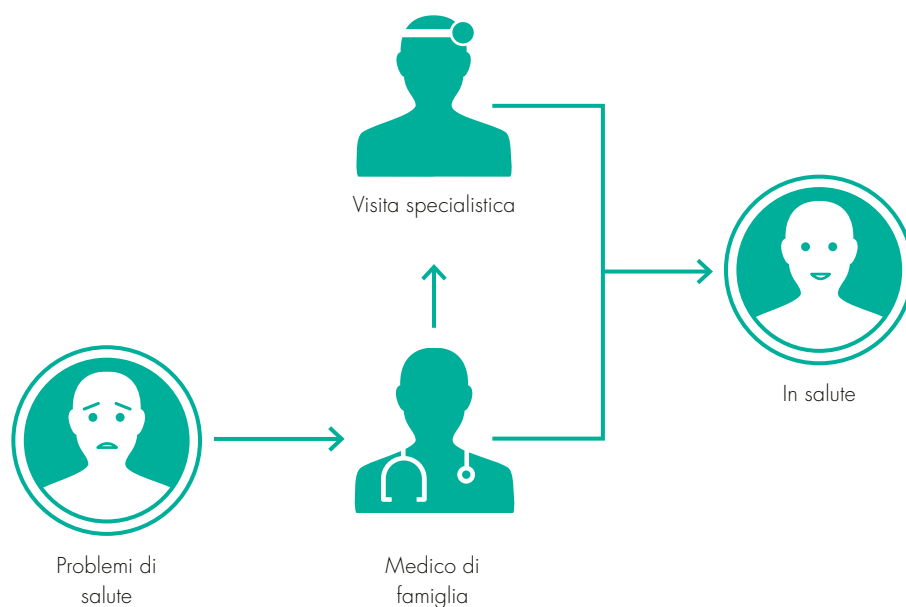 Visita specialistica
In salute
Problemi di
salute
Medico di
famiglia